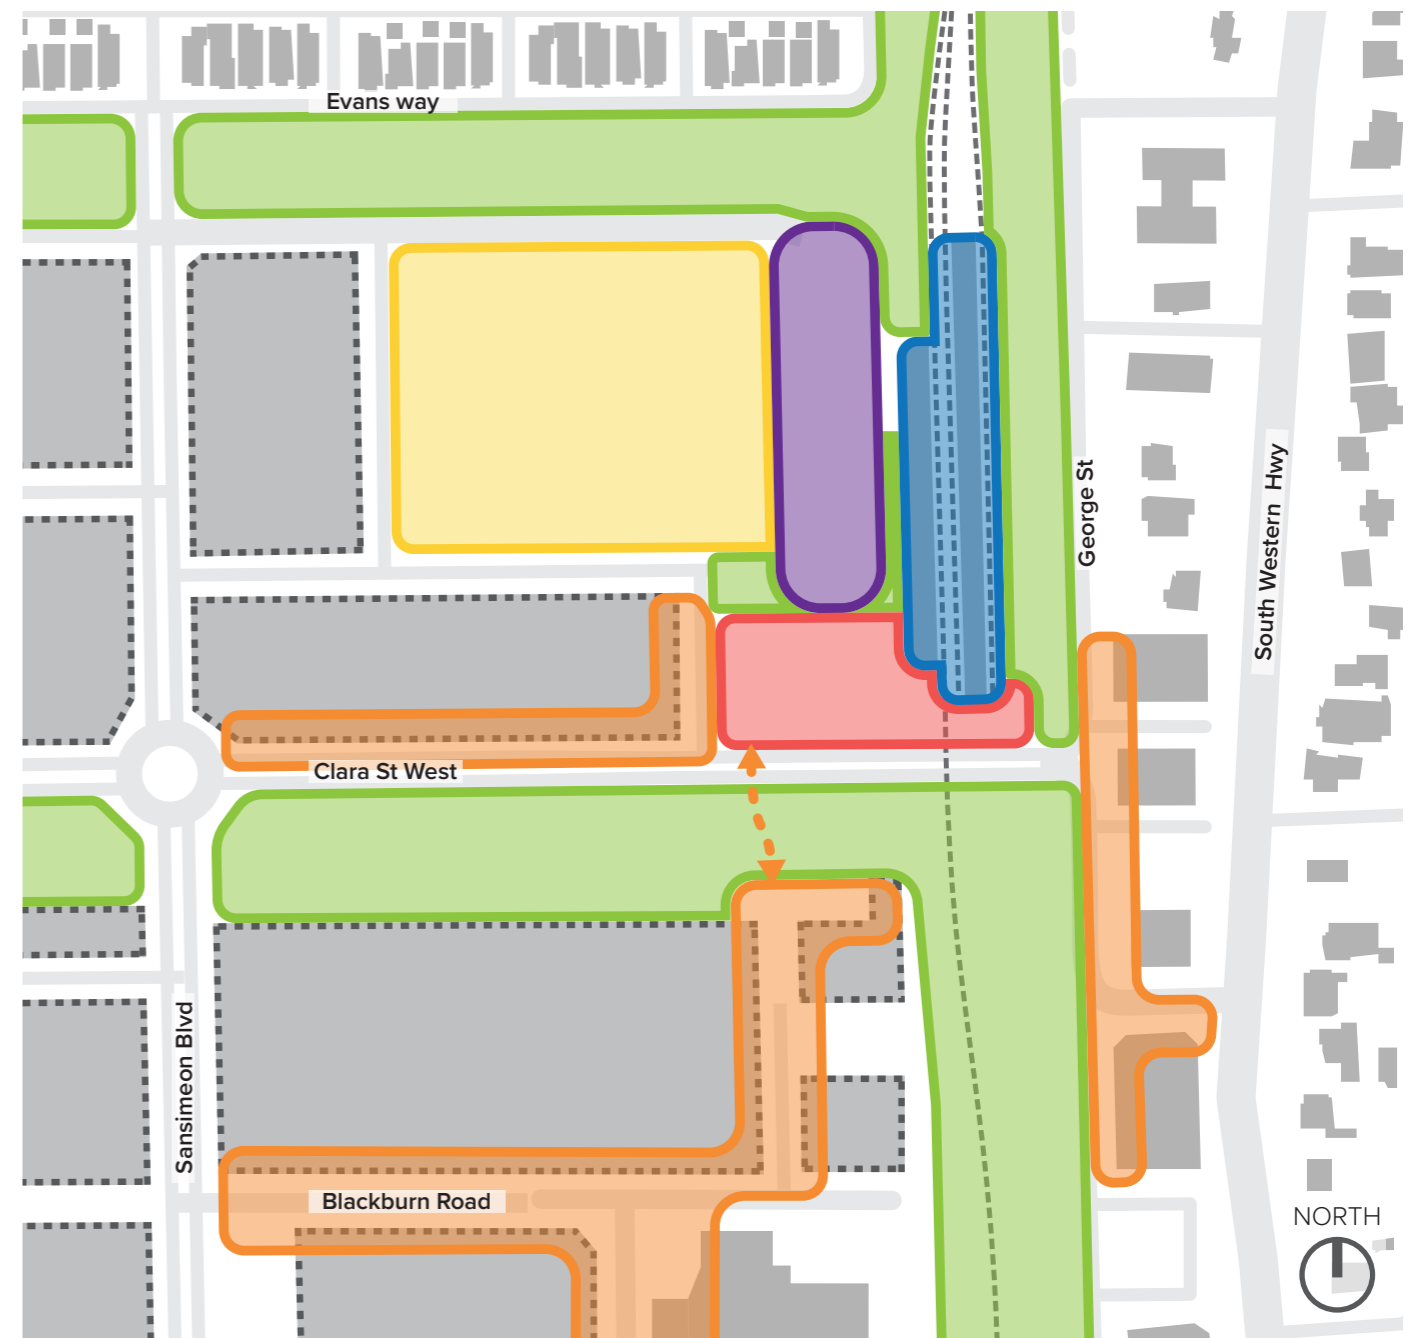 Evans way
George St
South Western Hwy
Clara St West
Sansimeon Blvd
Blackburn Road
NORTH